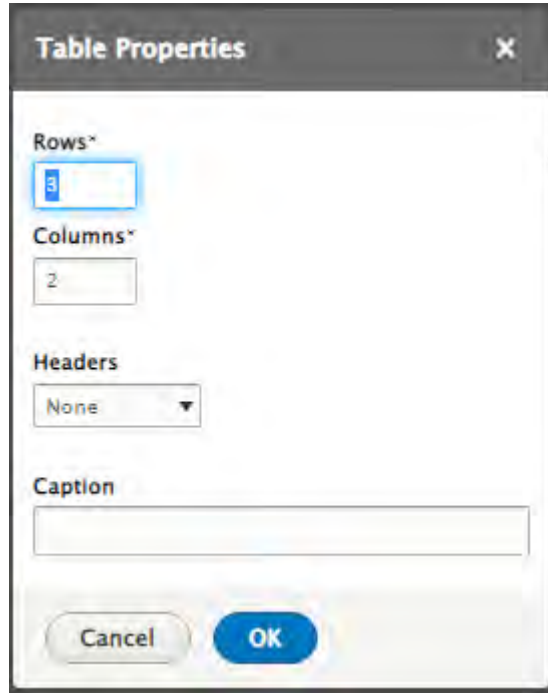 Table Properties ×
Rows*
3
Columns*
2
Headers
None
Caption
Cancel OK